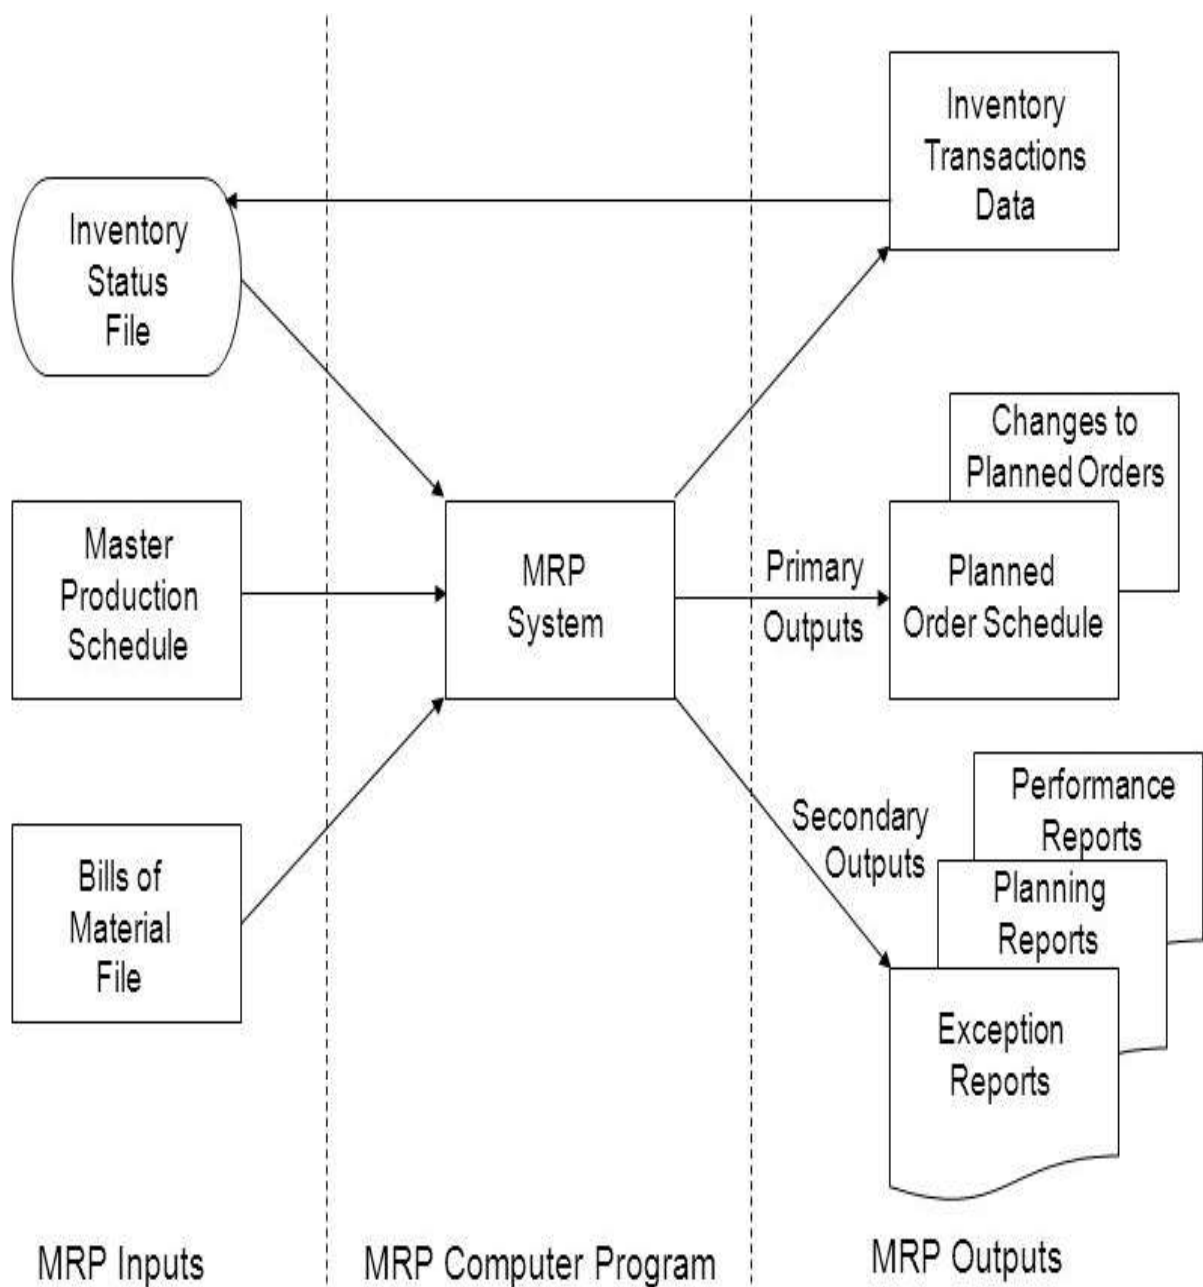 Inventory
Transactions
Data
Inventory
Status
File
Changes to
Planned Orders
Master
Production
Schedule
MRP
System
Primary
Outputs
Planned
Order Schedule
Performance
Reports
Secondary
Outputs
Planning
Reports
Bills of
Material
File
Exception
Reports
MRP Inputs
MRP Computer Program
MRP Outputs